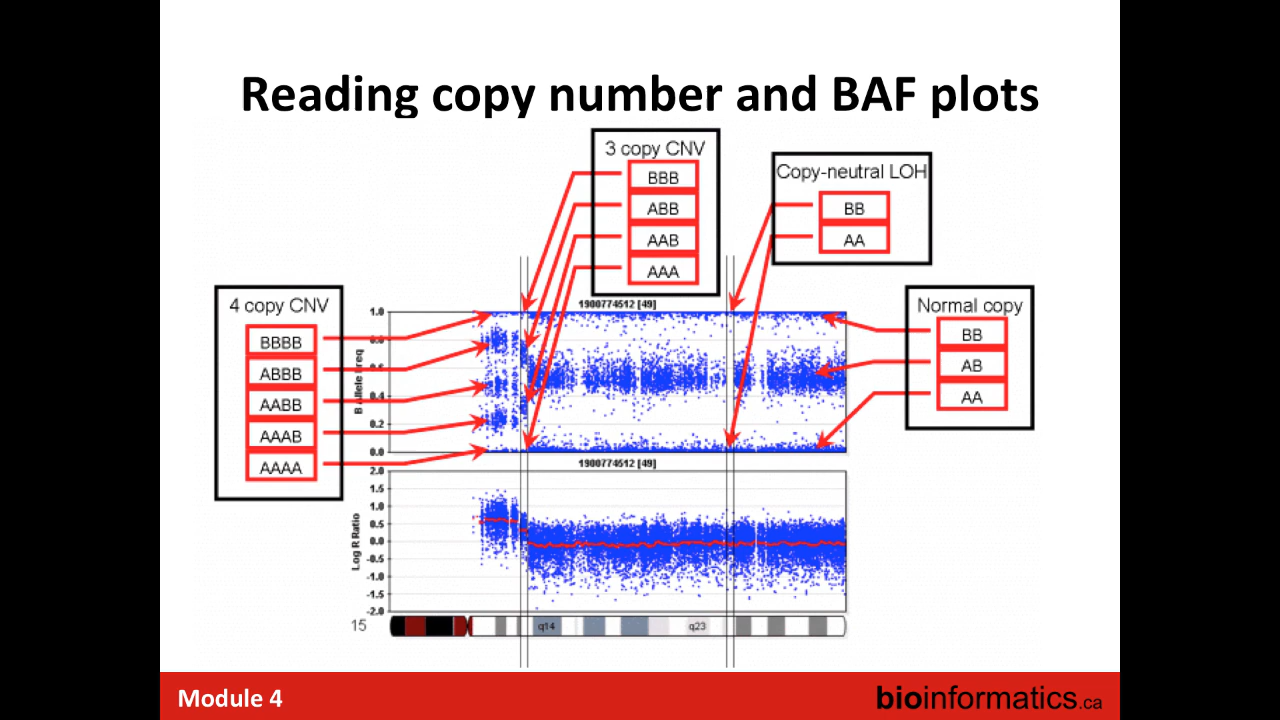 Reading copy number and BAF plots
3 copy CNV
BBB
ABB
AAB
AAA
Copy-neutral LOH
BB
AA
4 copy CNV
BBBB
ABBB
AABB
AAAB
AAAA
Normal copy
BB
AB
AA
1900774512 [49]
B Allele Freq
1.0
0.8
0.6
0.4
0.2
0.0
1900774512 [49]
Log R Ratio
2.0
1.5
1.0
0.5
0.0
-0.5
-1.0
-1.5
-2.0
15
q14
q23
Module 4
bioinformatics.ca